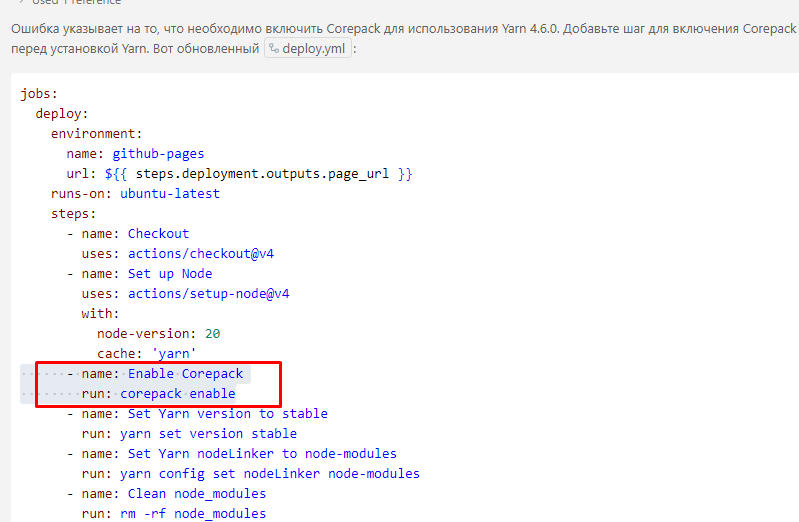 Used 1 reference
Ошибка указывает на то, что необходимо включить Corepack для использования Yarn 4.6.0. Добавьте шаг для включения Corepack
перед установкой Yarn. Вот обновленный deploy.yml:
jobs:
  deploy:
    environment:
      name: github-pages
      url: ${{ steps.deployment.outputs.page_url }}
    runs-on: ubuntu-latest
    steps:
      - name: Checkout
        uses: actions/checkout@v4
      - name: Set up Node
        uses: actions/setup-node@v4
        with:
          node-version: 20
          cache: 'yarn'
      - name: Enable Corepack
        run: corepack enable
      - name: Set Yarn version to stable
        run: yarn set version stable
      - name: Set Yarn nodeLinker to node-modules
        run: yarn config set nodeLinker node-modules
      - name: Clean node_modules
        run: rm -rf node_modules